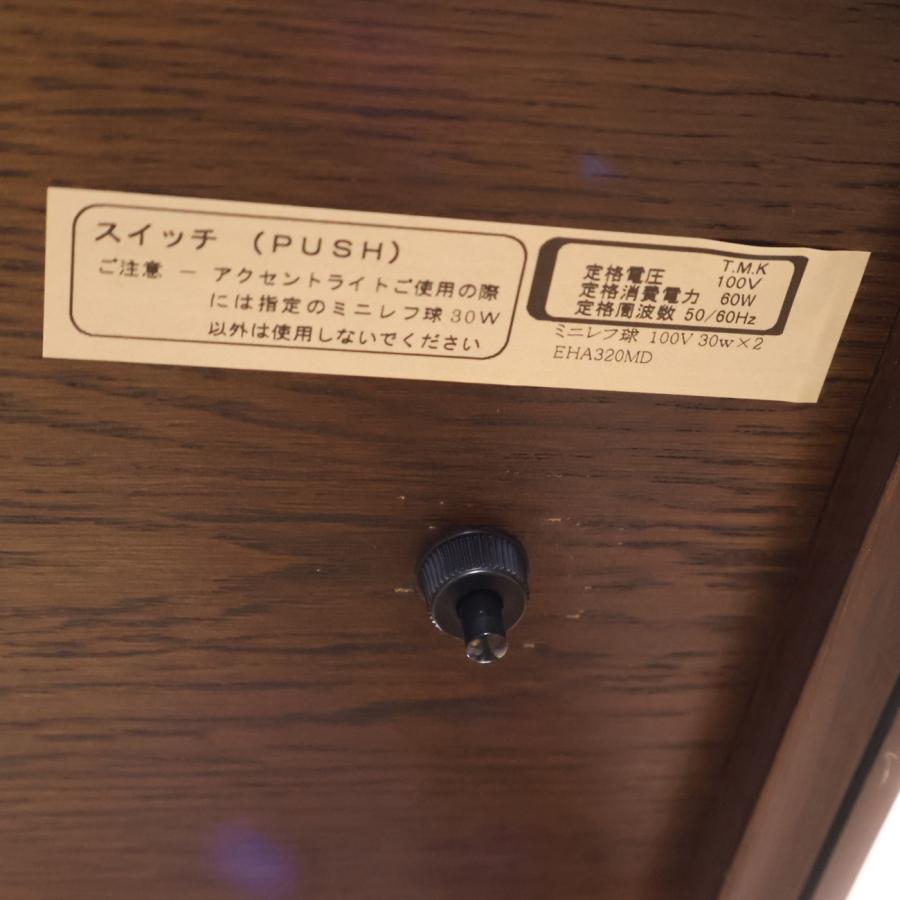 スイッチ （PUSH）
ご注意 － アクセントライトご使用の際
には指定のミニレフ球30W
以外は使用しないでください
T.M.K
定格電圧 100V
定格消費電力 60W
定格周波数 50/60Hz
ミニレフ球 100V 30w×2
EHA320MD